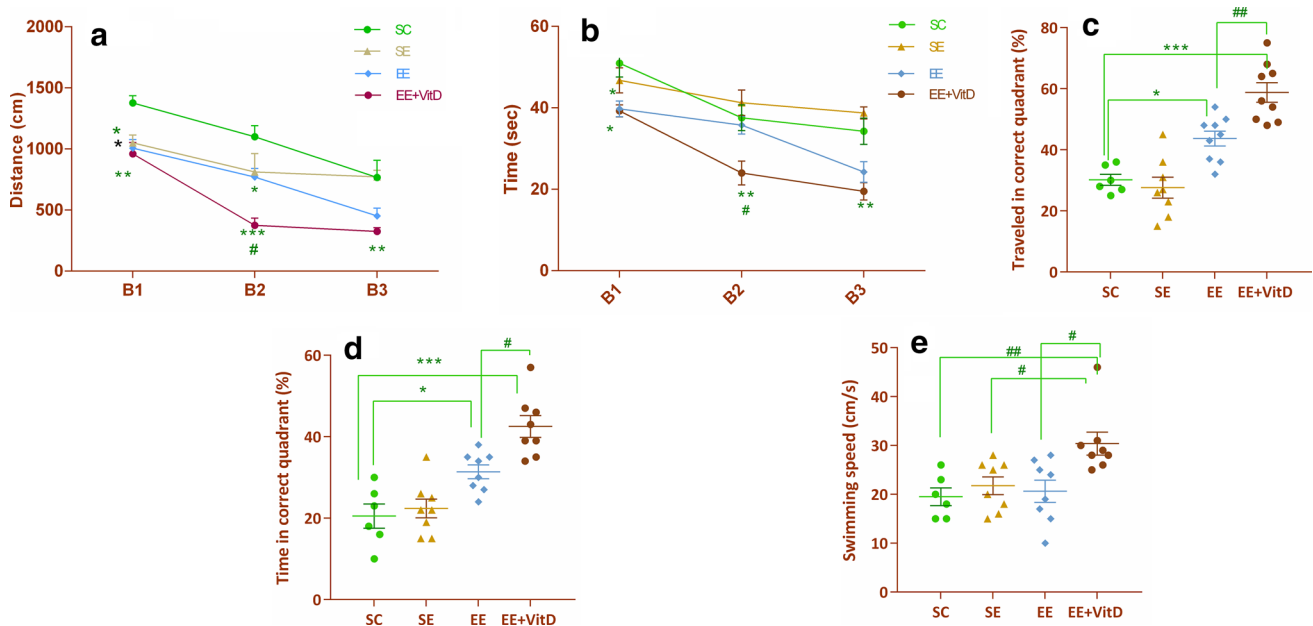 a
Distance (cm)
2000
1500
1000
500
0
B1
B2
B3
SC
SE
EE
EE+VitD
*
*
**
*
***
#
**
b
Time (sec)
60
40
20
0
B1
B2
B3
SC
SE
EE
EE+VitD
*
*
**
#
**
c
Traveled in correct quadrant (%)
80
60
40
20
0
SC
SE
EE
EE+VitD
##
***
*
d
Time in correct quadrant (%)
60
40
20
0
SC
SE
EE
EE+VitD
#
***
*
e
Swimming speed (cm/s)
50
40
30
20
10
0
SC
SE
EE
EE+VitD
#
##
#